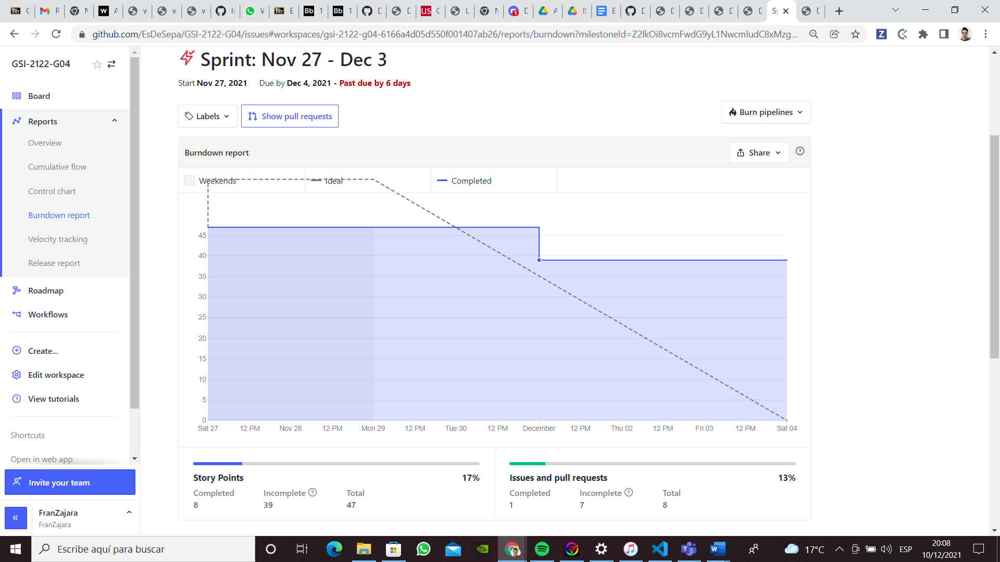 github.com/EsDeSepa/GSI-2122-G04/issues#workspaces/gsi-2122-g04-6166a4d05d550f001407ab26/reports/burndown?milestoneId=Z2lkOi8vcmFwdG9yL1NwcmludC8xMzg...
GSI-2122-G04
Board
Reports
Overview
Cumulative flow
Control chart
Burndown report
Velocity tracking
Release report
Roadmap
Workflows
Create...
Edit workspace
View tutorials
Shortcuts
Open in web app
Invite your team
FranZajara
FranZajara
Sprint: Nov 27 - Dec 3
Start Nov 27, 2021 Due by Dec 4, 2021 - Past due by 6 days
Labels Show pull requests Burn pipelines
Burndown report Share
Weekends Ideal Completed
45
40
35
30
25
20
15
10
5
0
Sat 27 12 PM Nov 28 12 PM Mon 29 12 PM Tue 30 12 PM December 12 PM Thu 02 12 PM Fri 03 12 PM Sat 04
Story Points 17%
Completed Incomplete Total
8 39 47
Issues and pull requests 13%
Completed Incomplete Total
1 7 8
Escribe aquí para buscar
17°C ESP
20:08
10/12/2021